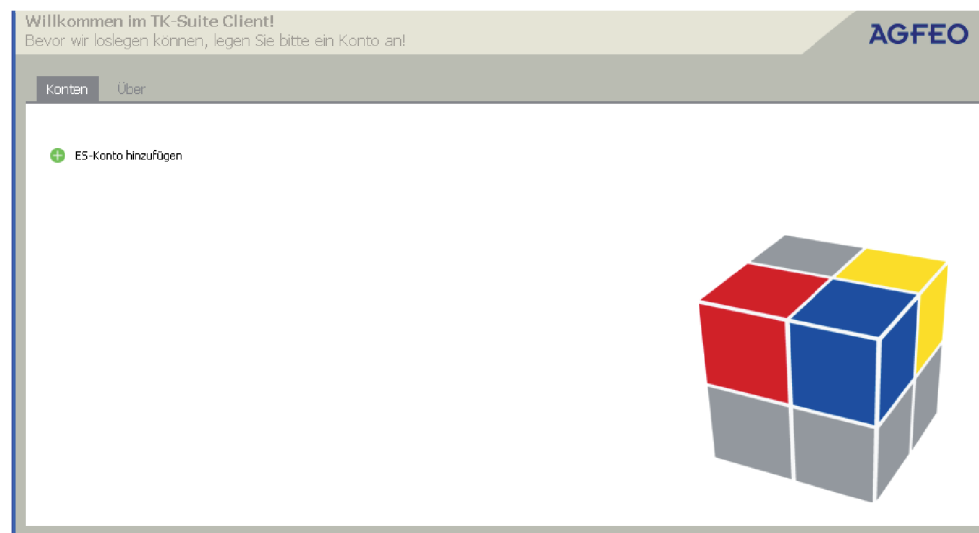 Willkommen im TK-Suite Client!
Bevor wir loslegen können, legen Sie bitte ein Konto an!
AGFEO
Konten Über
ES-Konto hinzufügen